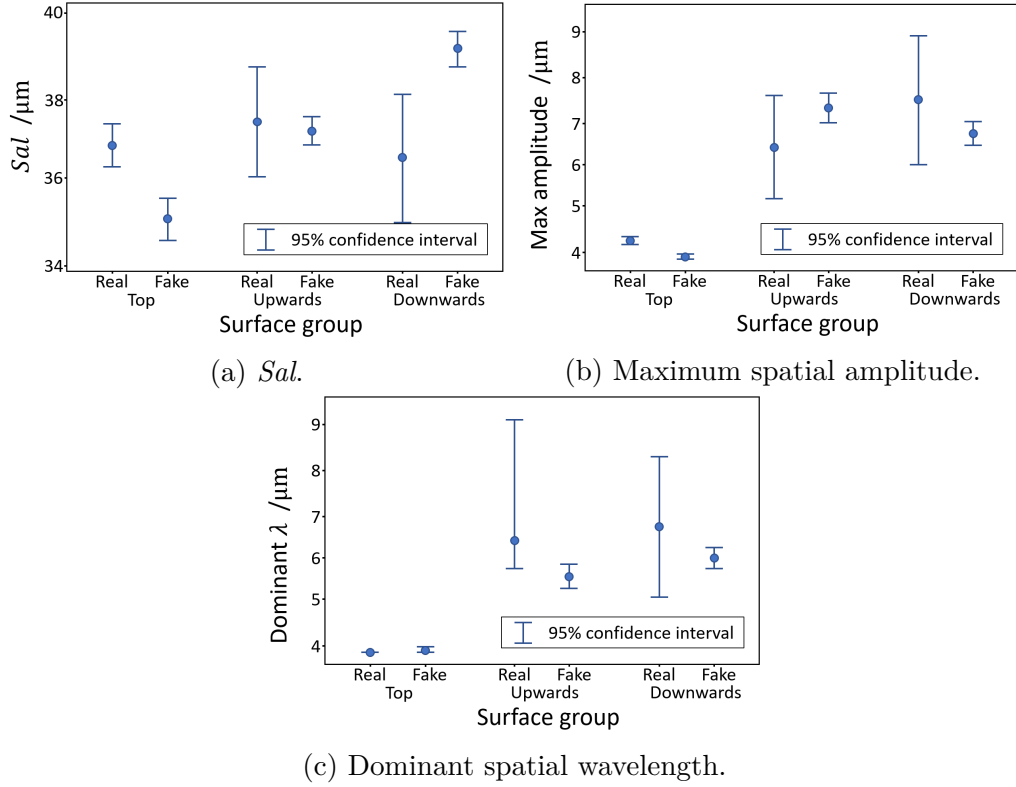 40
38
36
34
Sal /μm
95% confidence interval
Real Fake Real Fake Real Fake
Top Upwards Downwards
Surface group
(a) Sal.
9
8
7
6
5
4
Max amplitude /μm
95% confidence interval
Real Fake Real Fake Real Fake
Top Upwards Downwards
Surface group
(b) Maximum spatial amplitude.
9
8
7
6
5
4
Dominant λ /μm
95% confidence interval
Real Fake Real Fake Real Fake
Top Upwards Downwards
Surface group
(c) Dominant spatial wavelength.